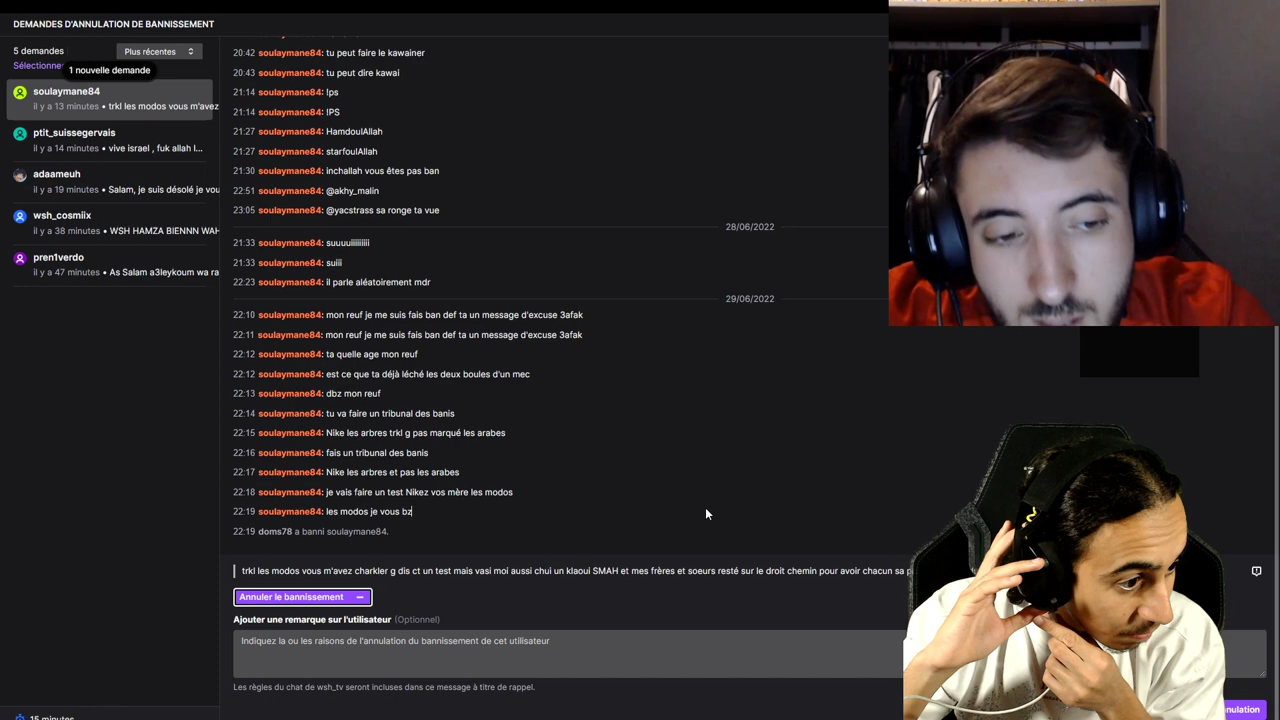 DEMANDES D'ANNULATION DE BANNISSEMENT
5 demandes
Plus récentes
Sélectionne
1 nouvelle demande
soulaymane84
il y a 13 minutes • trkl les modos vous m'avez
ptit_suissegervais
il y a 14 minutes • vive israel , fuk allah l...
adaameuh
il y a 19 minutes • Salam, je suis désolé je vou
wsh_cosmiix
il y a 38 minutes • WSH HAMZA BIENNN WAH
pren1verdo
il y a 47 minutes • As Salam a3leykoum wa ra
15 minutes
20:42 soulaymane84: tu peut faire le kawainer
20:43 soulaymane84: tu peut dire kawai
21:14 soulaymane84: !ps
21:14 soulaymane84: !PS
21:27 soulaymane84: HamdoulAllah
21:27 soulaymane84: starfoulAllah
21:30 soulaymane84: inchallah vous êtes pas ban
22:51 soulaymane84: @akhy_malin
23:05 soulaymane84: @yacstrass sa ronge ta vue
28/06/2022
21:33 soulaymane84: suuuuiiiiiiiiii
21:33 soulaymane84: suiii
22:23 soulaymane84: il parle aléatoirement mdr
29/06/2022
22:10 soulaymane84: mon reuf je me suis fais ban def ta un message d'excuse 3afak
22:11 soulaymane84: mon reuf je me suis fais ban def ta un message d'excuse 3afak
22:12 soulaymane84: ta quelle age mon reuf
22:12 soulaymane84: est ce que ta déjà léché les deux boules d'un mec
22:13 soulaymane84: dbz mon reuf
22:14 soulaymane84: tu va faire un tribunal des banis
22:15 soulaymane84: Nike les arbres trkl g pas marqué les arabes
22:16 soulaymane84: fais un tribunal des banis
22:17 soulaymane84: Nike les arbres et pas les arabes
22:18 soulaymane84: je vais faire un test Nikez vos mère les modos
22:19 soulaymane84: les modos je vous bz
22:19 doms78 a banni soulaymane84.
trkl les modos vous m'avez charkler g dis ct un test mais vasi moi aussi chui un klaoui SMAH et mes frères et soeurs resté sur le droit chemin pour avoir chacun sa p
Annuler le bannissement
Ajouter une remarque sur l'utilisateur (Optionnel)
Indiquez la ou les raisons de l'annulation du bannissement de cet utilisateur
Les règles du chat de wsh_tv seront incluses dans ce message à titre de rappel.
nulation